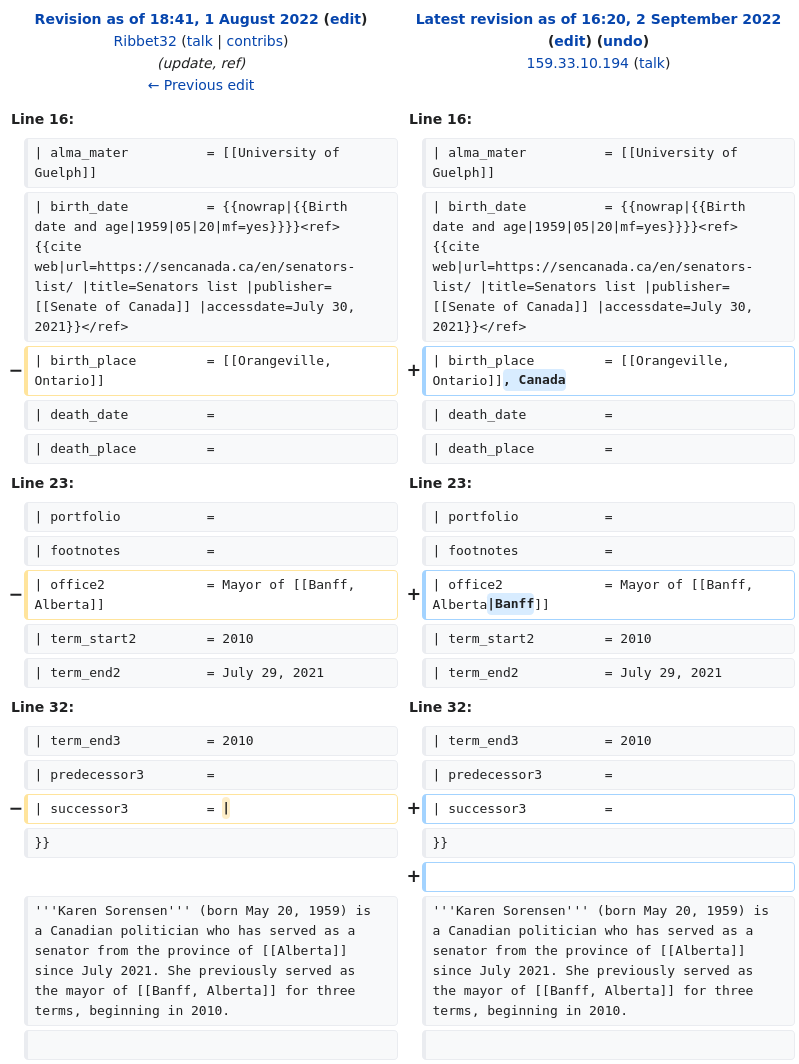 Revision as of 18:41, 1 August 2022 (edit)
Ribbet32 (talk | contribs)
(update, ref)
← Previous edit
Latest revision as of 16:20, 2 September 2022
(edit) (undo)
159.33.10.194 (talk)
Line 16:
Line 16:
| alma_mater = [[University of
Guelph]]
| alma_mater = [[University of
Guelph]]
| birth_date = {{nowrap|{{Birth
date and age|1959|05|20|mf=yes}}}}<ref>
{{cite
web|url=https://sencanada.ca/en/senators-
list/ |title=Senators list |publisher=
[[Senate of Canada]] |accessdate=July 30,
2021}}</ref>
| birth_date = {{nowrap|{{Birth
date and age|1959|05|20|mf=yes}}}}<ref>
{{cite
web|url=https://sencanada.ca/en/senators-
list/ |title=Senators list |publisher=
[[Senate of Canada]] |accessdate=July 30,
2021}}</ref>
− | birth_place = [[Orangeville,
Ontario]]
+ | birth_place = [[Orangeville,
Ontario]], Canada
| death_date =
| death_date =
| death_place =
| death_place =
Line 23:
Line 23:
| portfolio =
| portfolio =
| footnotes =
| footnotes =
− | office2 = Mayor of [[Banff,
Alberta]]
+ | office2 = Mayor of [[Banff,
Alberta|Banff]]
| term_start2 = 2010
| term_start2 = 2010
| term_end2 = July 29, 2021
| term_end2 = July 29, 2021
Line 32:
Line 32:
| term_end3 = 2010
| term_end3 = 2010
| predecessor3 =
| predecessor3 =
− | successor3 = |
+ | successor3 =
}}
}}
+
'''Karen Sorensen''' (born May 20, 1959) is
a Canadian politician who has served as a
senator from the province of [[Alberta]]
since July 2021. She previously served as
the mayor of [[Banff, Alberta]] for three
terms, beginning in 2010.
'''Karen Sorensen''' (born May 20, 1959) is
a Canadian politician who has served as a
senator from the province of [[Alberta]]
since July 2021. She previously served as
the mayor of [[Banff, Alberta]] for three
terms, beginning in 2010.